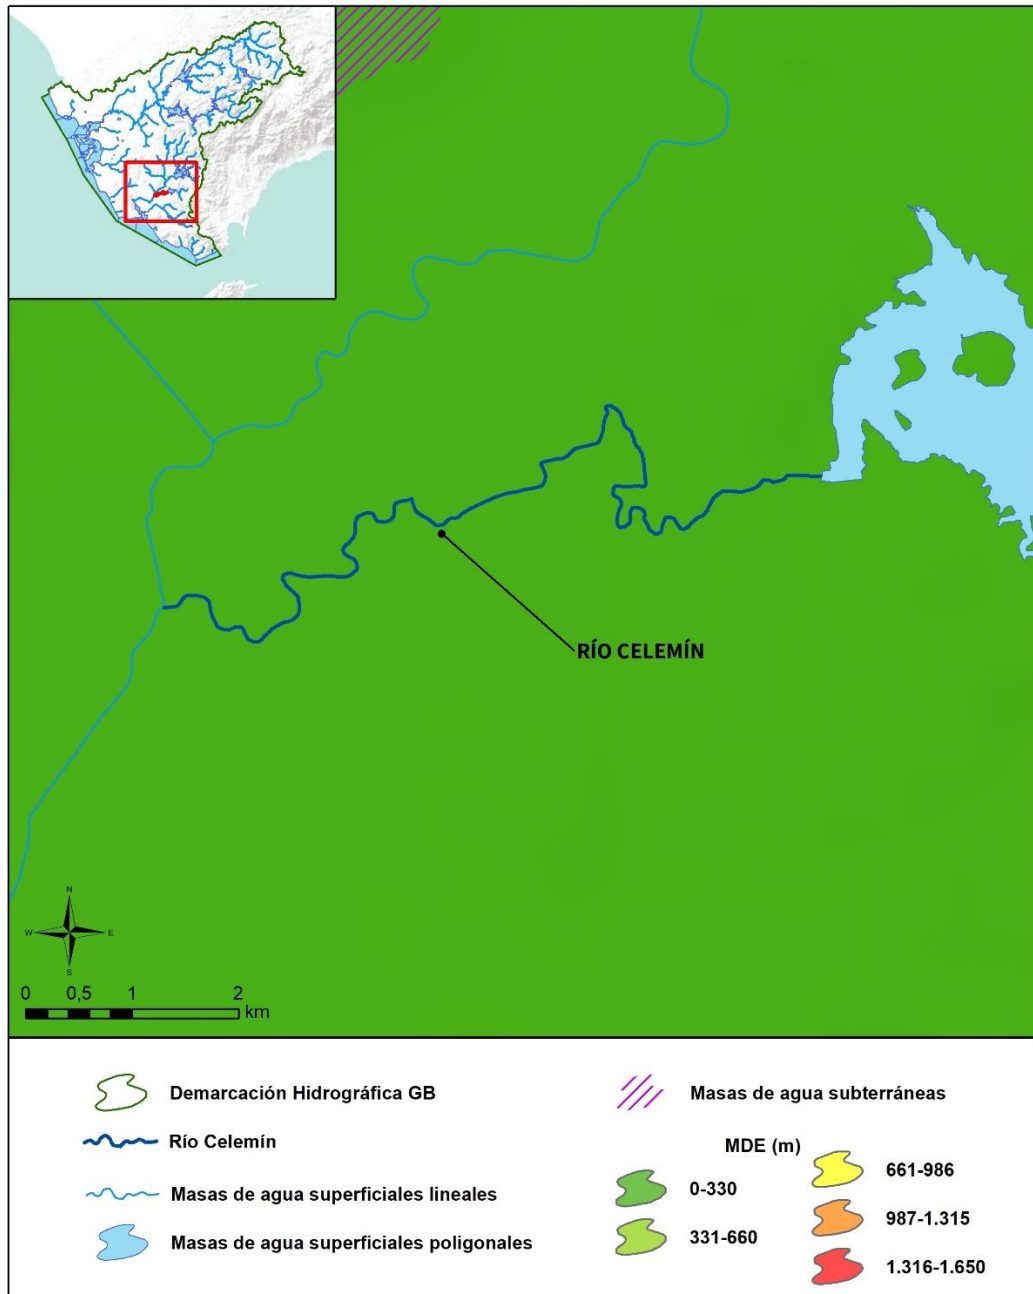 RÍO CELEMÍN
N
W E
S
0 0,5 1 2
km
Demarcación Hidrográfica GB
Río Celemín
Masas de agua superficiales lineales
Masas de agua superficiales poligonales
Masas de agua subterráneas
MDE (m)
0-330
331-660
661-986
987-1.315
1.316-1.650